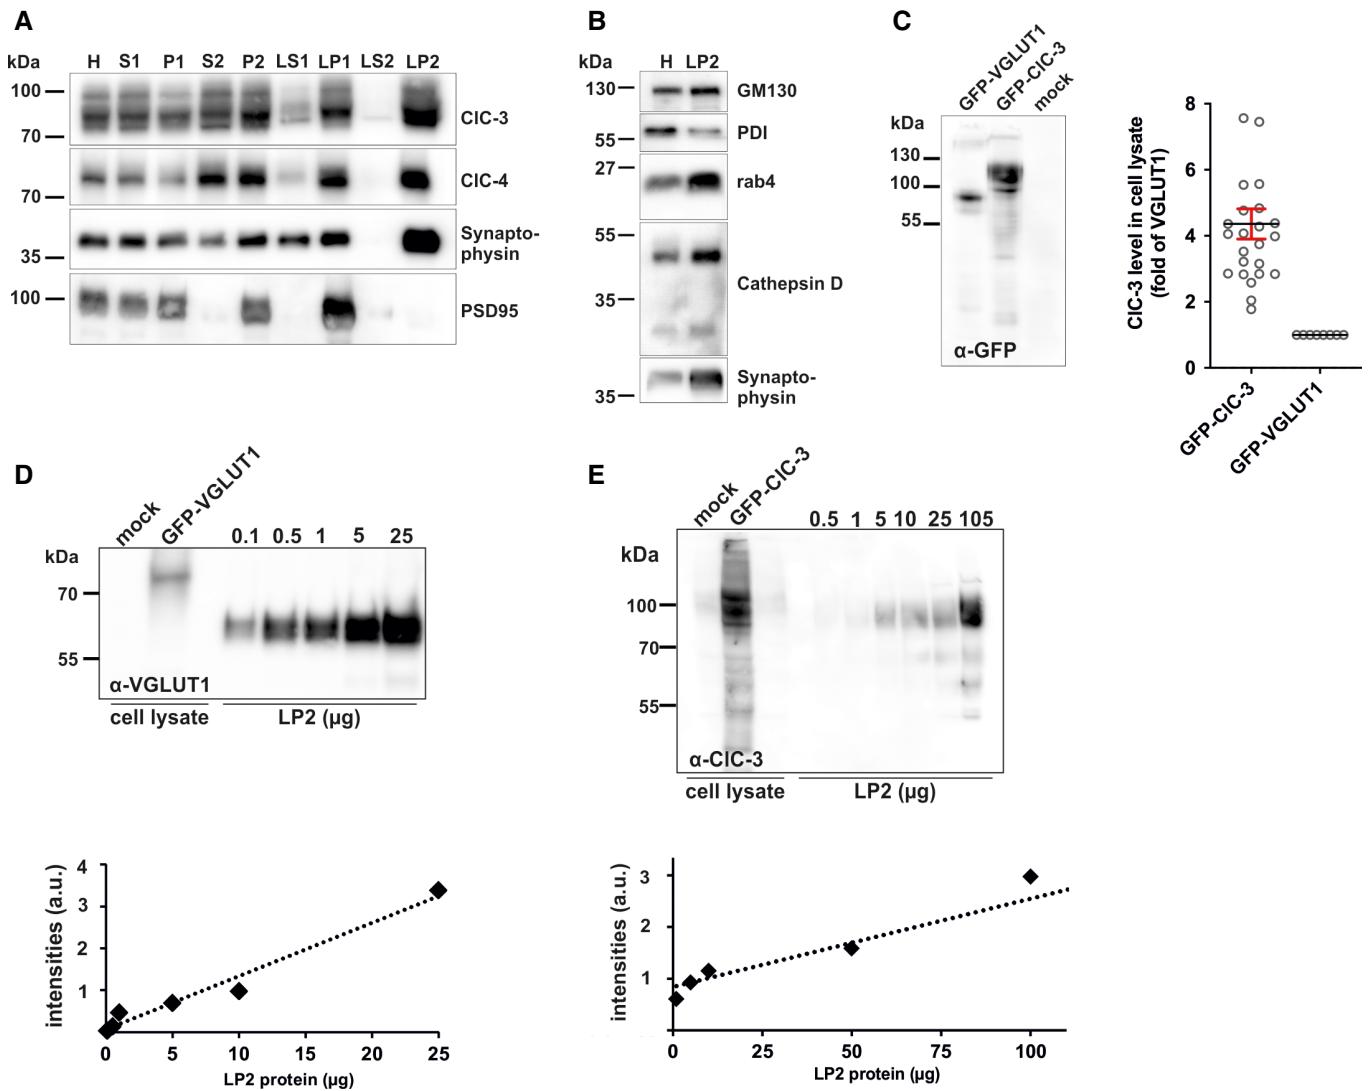 A
kDa
H S1 P1 S2 P2 LS1 LP1 LS2 LP2
100
70
ClC-3
70
ClC-4
35
Synapto-
physin
100
PSD95
B
kDa
H LP2
130
GM130
55
PDI
27
rab4
55
35
Cathepsin D
35
Synapto-
physin
C
GFP-VGLUT1
GFP-ClC-3
mock
kDa
130
100
55
α-GFP
ClC-3 level in cell lysate
(fold of VGLUT1)
8
6
4
2
0
GFP-ClC-3
GFP-VGLUT1
D
mock
GFP-VGLUT1
0.1 0.5 1 5 25
kDa
70
55
α-VGLUT1
cell lysate
LP2 (μg)
intensities (a.u.)
4
3
2
1
0 5 10 15 20 25
LP2 protein (μg)
E
mock
GFP-ClC-3
0.5 1 5 10 25 105
kDa
100
70
55
α-ClC-3
cell lysate
LP2 (μg)
intensities (a.u.)
3
2
1
0 25 50 75 100
LP2 protein (μg)